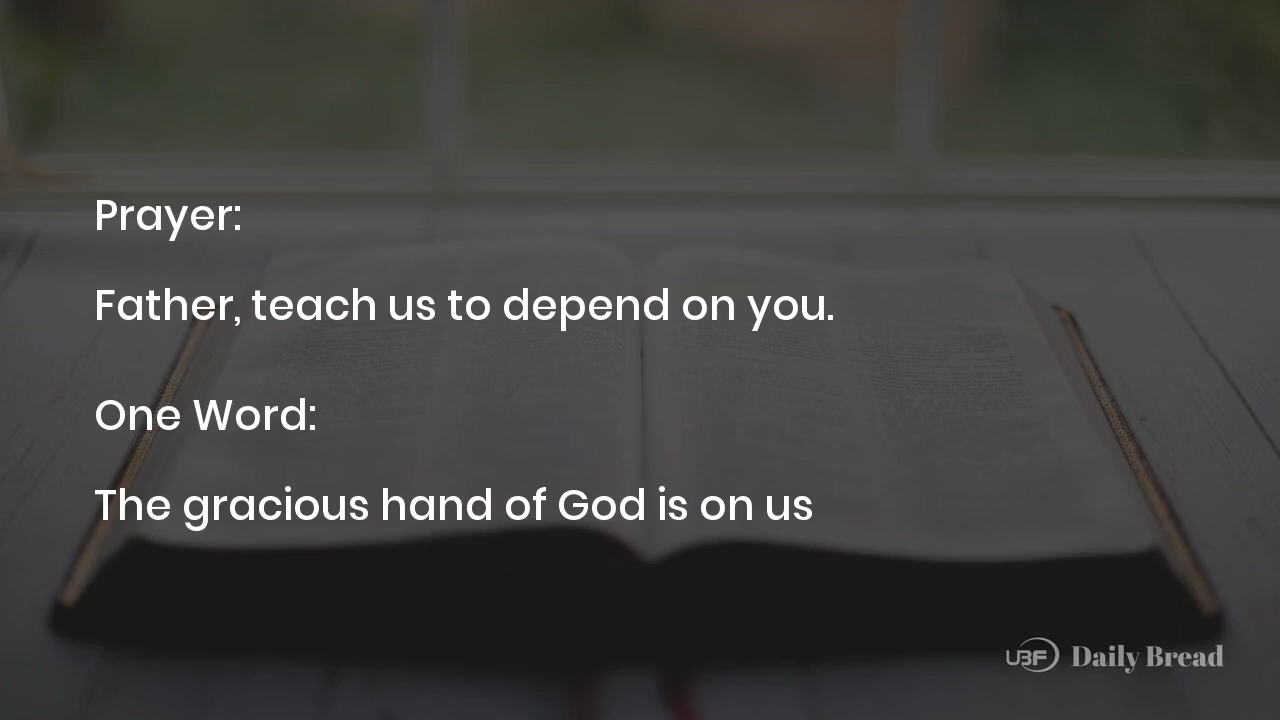 Prayer:
Father, teach us to depend on you.
One Word:
The gracious hand of God is on us
UBF Daily Bread